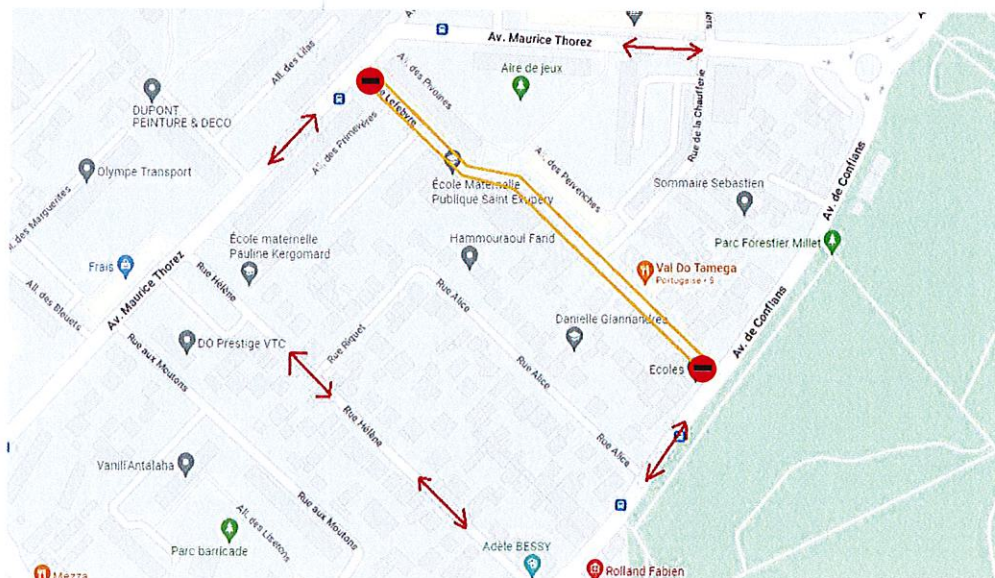 Av. Maurice Thorez
All. des Lilas
All. des Pivoines
Aire de jeux
Rue de la Chaufferie
DUPONT
PEINTURE & DECO
Lefebvre
All. des Primevères
Olympe Transport
École Maternelle
Publique Saint Exupéry
All. des Pervenches
Sommaire Sebastien
Av. de Conflans
All. des Marguerites
École maternelle
Pauline Kergomard
Hammouraoui Farid
Parc Forestier Millet
Frais
Val Do Tamega
Portugaise • $
Av. Maurice Thorez
Rue Hélène
All. des Bleuets
Rue Alice
Danielle Giannandrea
Av. de Conflans
DO Prestige VTC
Rue Riquet
Rue aux Moutons
Rue Alice
Ecoles
Rue Hélène
Rue Alice
Vanili'Antalaha
Rue aux Moutons
All. des Liserons
Parc barricade
Adèle BESSY
Mezza
Rolland Fabien